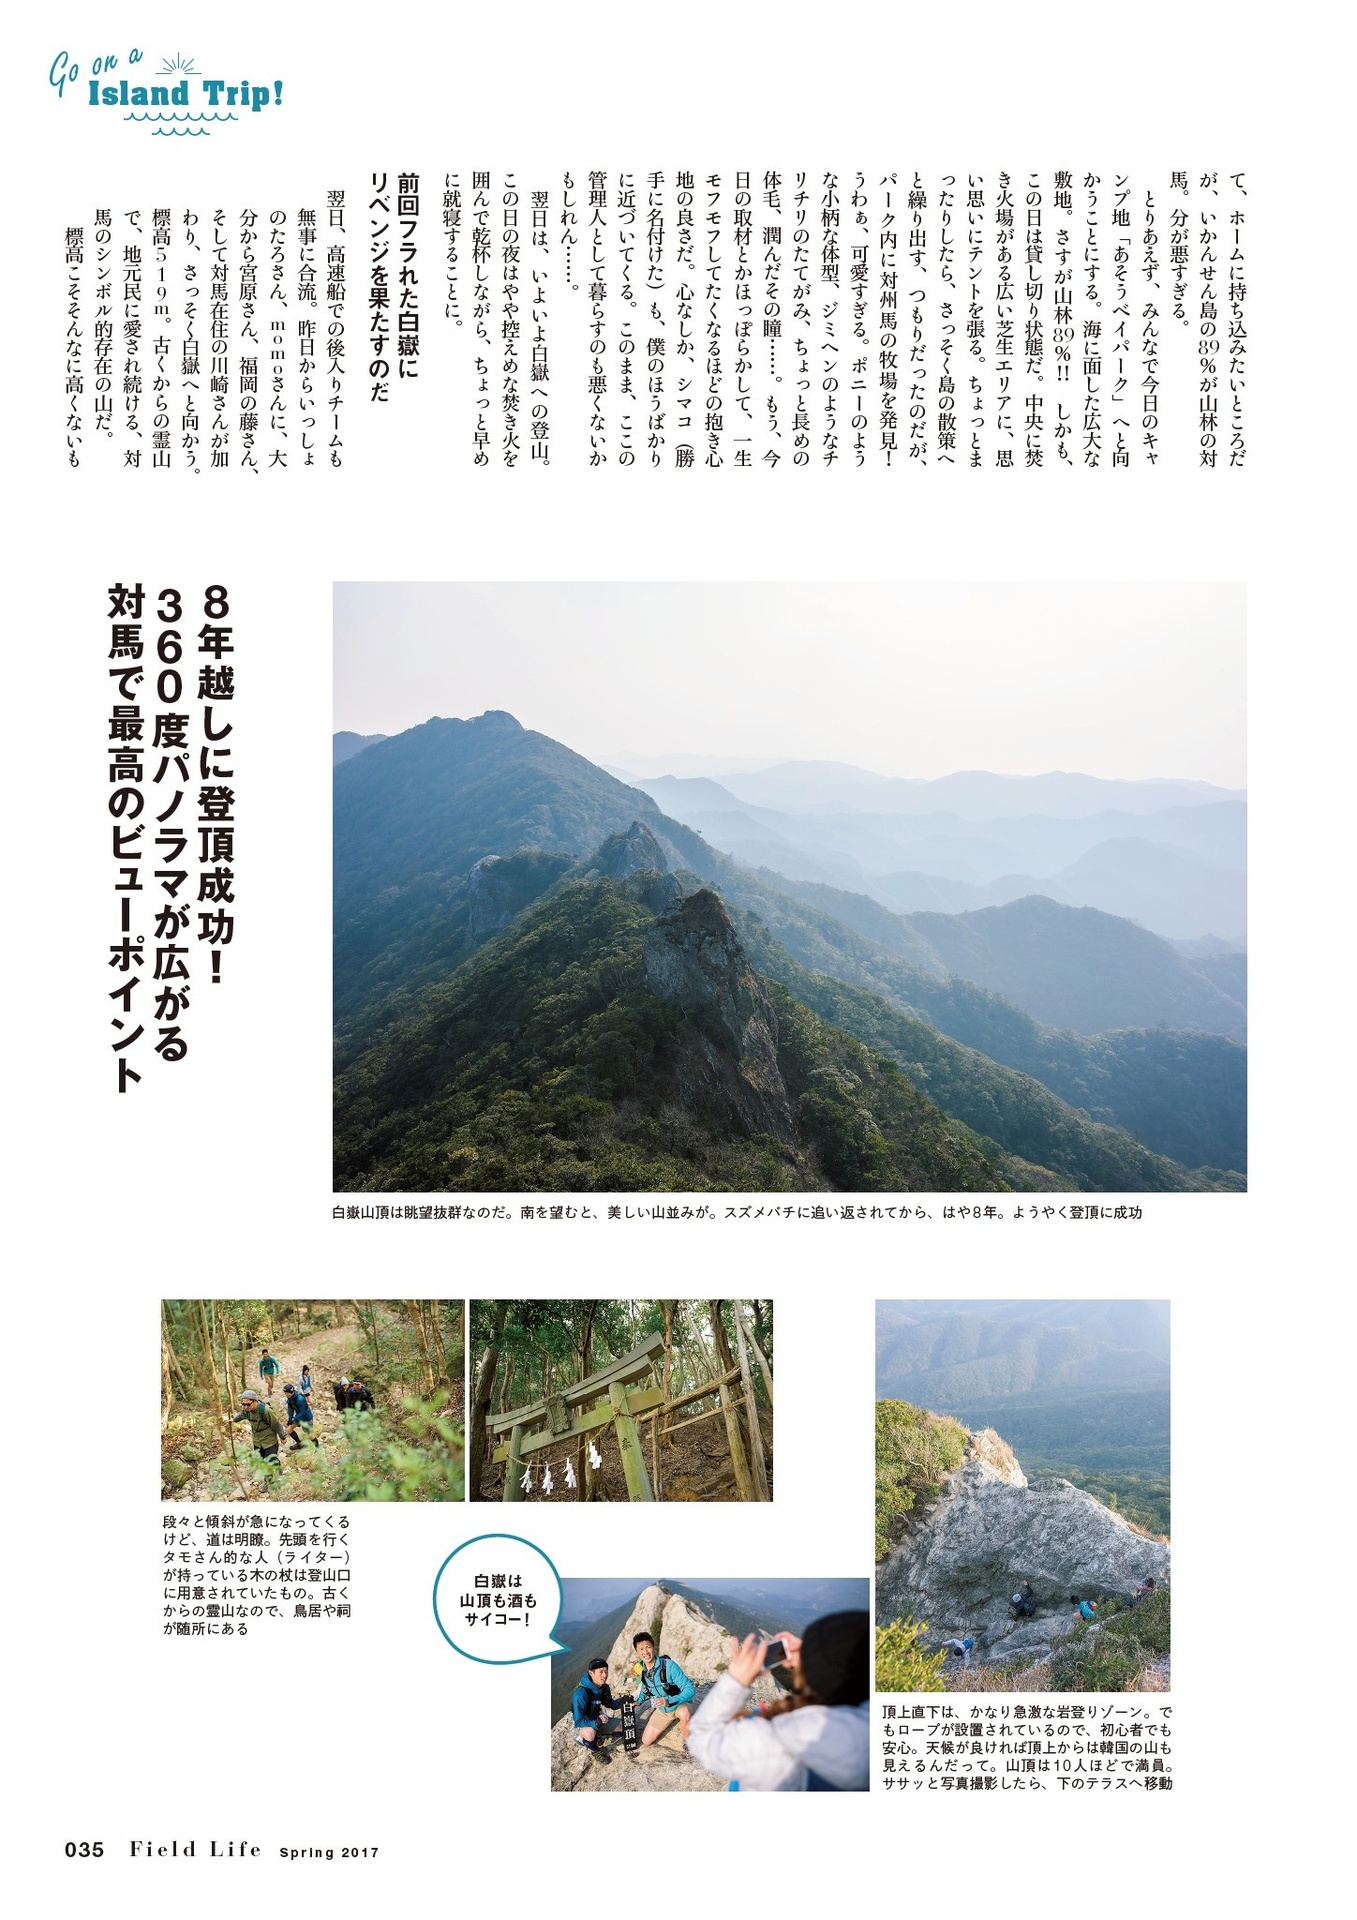 Go on a
Island Trip!
て、ホームに持ち込みたいところだ
が、いかんせん島の89%が山林の対
馬。分が悪すぎる。
とりあえず、みんなで今日のキャ
ンプ地「あそうベイパーク」へと向
かうことにする。海に面した広大な
敷地。さすが山林89%!! しかも、
この日は貸し切り状態だ。中央に焚
き火場がある広い芝生エリアに、思
い思いにテントを張る。ちょっとま
ったりしたら、さっそく島の散策へ
と繰り出す、つもりだったのだが、
パーク内に対州馬の牧場を発見!
うわぁ、可愛すぎる。ポニーのよう
な小柄な体型、ジミヘンのようなチ
リチリのたてがみ、ちょっと長めの
体毛、潤んだその瞳……。もう、今
日の取材とかほっぽらかして、一生
モフモフしてたくなるほどの抱き心
地の良さだ。心なしか、シマコ(勝
手に名付けた)も、僕のほうばかり
に近づいてくる。このまま、ここの
管理人として暮らすのも悪くないか
もしれん……。
翌日は、いよいよ白嶽への登山。
この日の夜はやや控えめな焚き火を
囲んで乾杯しながら、ちょっと早め
に就寝することに。
前回フラれた白嶽に
リベンジを果たすのだ
翌日、高速船での後入りチームも
無事に合流。昨日からいっしょ
のたろさん、momoさんに、大
分から宮原さん、福岡の藤さん、
そして対馬在住の川崎さんが加
わり、さっそく白嶽へと向かう。
標高519m。古くからの霊山
で、地元民に愛され続ける、対
馬のシンボル的存在の山だ。
標高こそそんなに高くないも
8年越しに登頂成功!
360度パノラマが広がる
対馬で最高のビューポイント
白嶽山頂は眺望抜群なのだ。南を望むと、美しい山並みが。スズメバチに追い返されてから、はや8年。ようやく登頂に成功
段々と傾斜が急になってくる
けど、道は明瞭。先頭を行く
タモさん的な人(ライター)
が持っている木の杖は登山口
に用意されていたもの。古く
からの霊山なので、鳥居や祠
が随所にある
白嶽は
山頂も酒も
サイコー!
白嶽頂
頂上直下は、かなり急激な岩登りゾーン。で
もロープが設置されているので、初心者でも
安心。天候が良ければ頂上からは韓国の山も
見えるんだって。山頂は10人ほどで満員。
ササッと写真撮影したら、下のテラスへ移動
035 Field Life Spring 2017